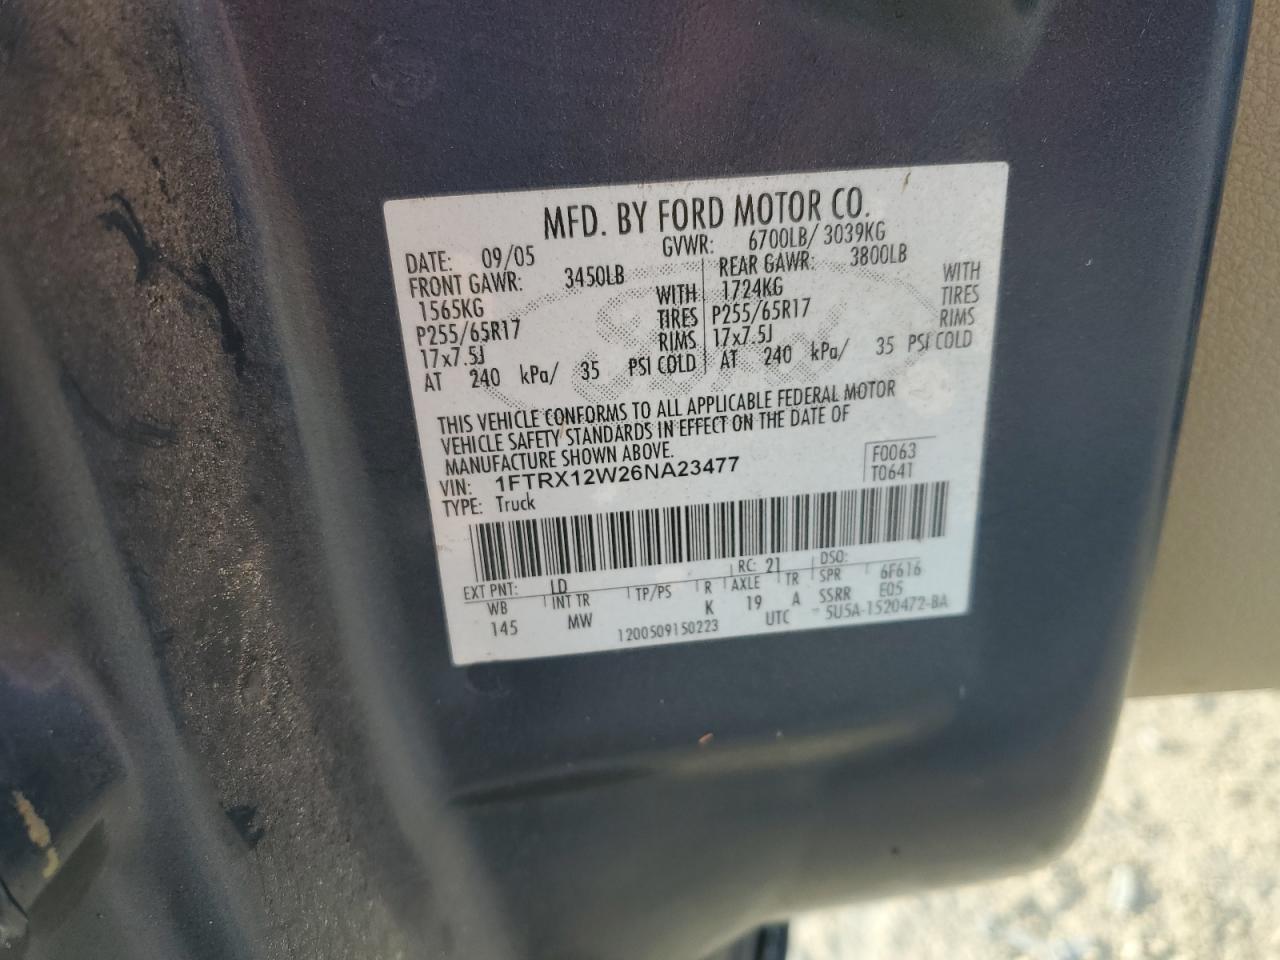 MFD. BY FORD MOTOR CO.
DATE: 09/05 GVWR: 6700LB/ 3039KG
FRONT GAWR: 3450LB REAR GAWR: 3800LB
1565KG WITH 1724KG WITH
P255/65R17 TIRES P255/65R17 TIRES
17x7.5J RIMS 17x7.5J RIMS
AT 240 kPa/ 35 PSI COLD AT 240 kPa/ 35 PSI COLD
THIS VEHICLE CONFORMS TO ALL APPLICABLE FEDERAL MOTOR
VEHICLE SAFETY STANDARDS IN EFFECT ON THE DATE OF
MANUFACTURE SHOWN ABOVE.
VIN: 1FTRX12W26NA23477 F0063
TYPE: Truck T0641
EXT PNT: LD RC: 21 DSO:
WB INT TR TP/PS R AXLE TR SPR 6F616
145 MW K 19 A SSRR E05
1200509150223 UTC 5U5A-1520472-BA